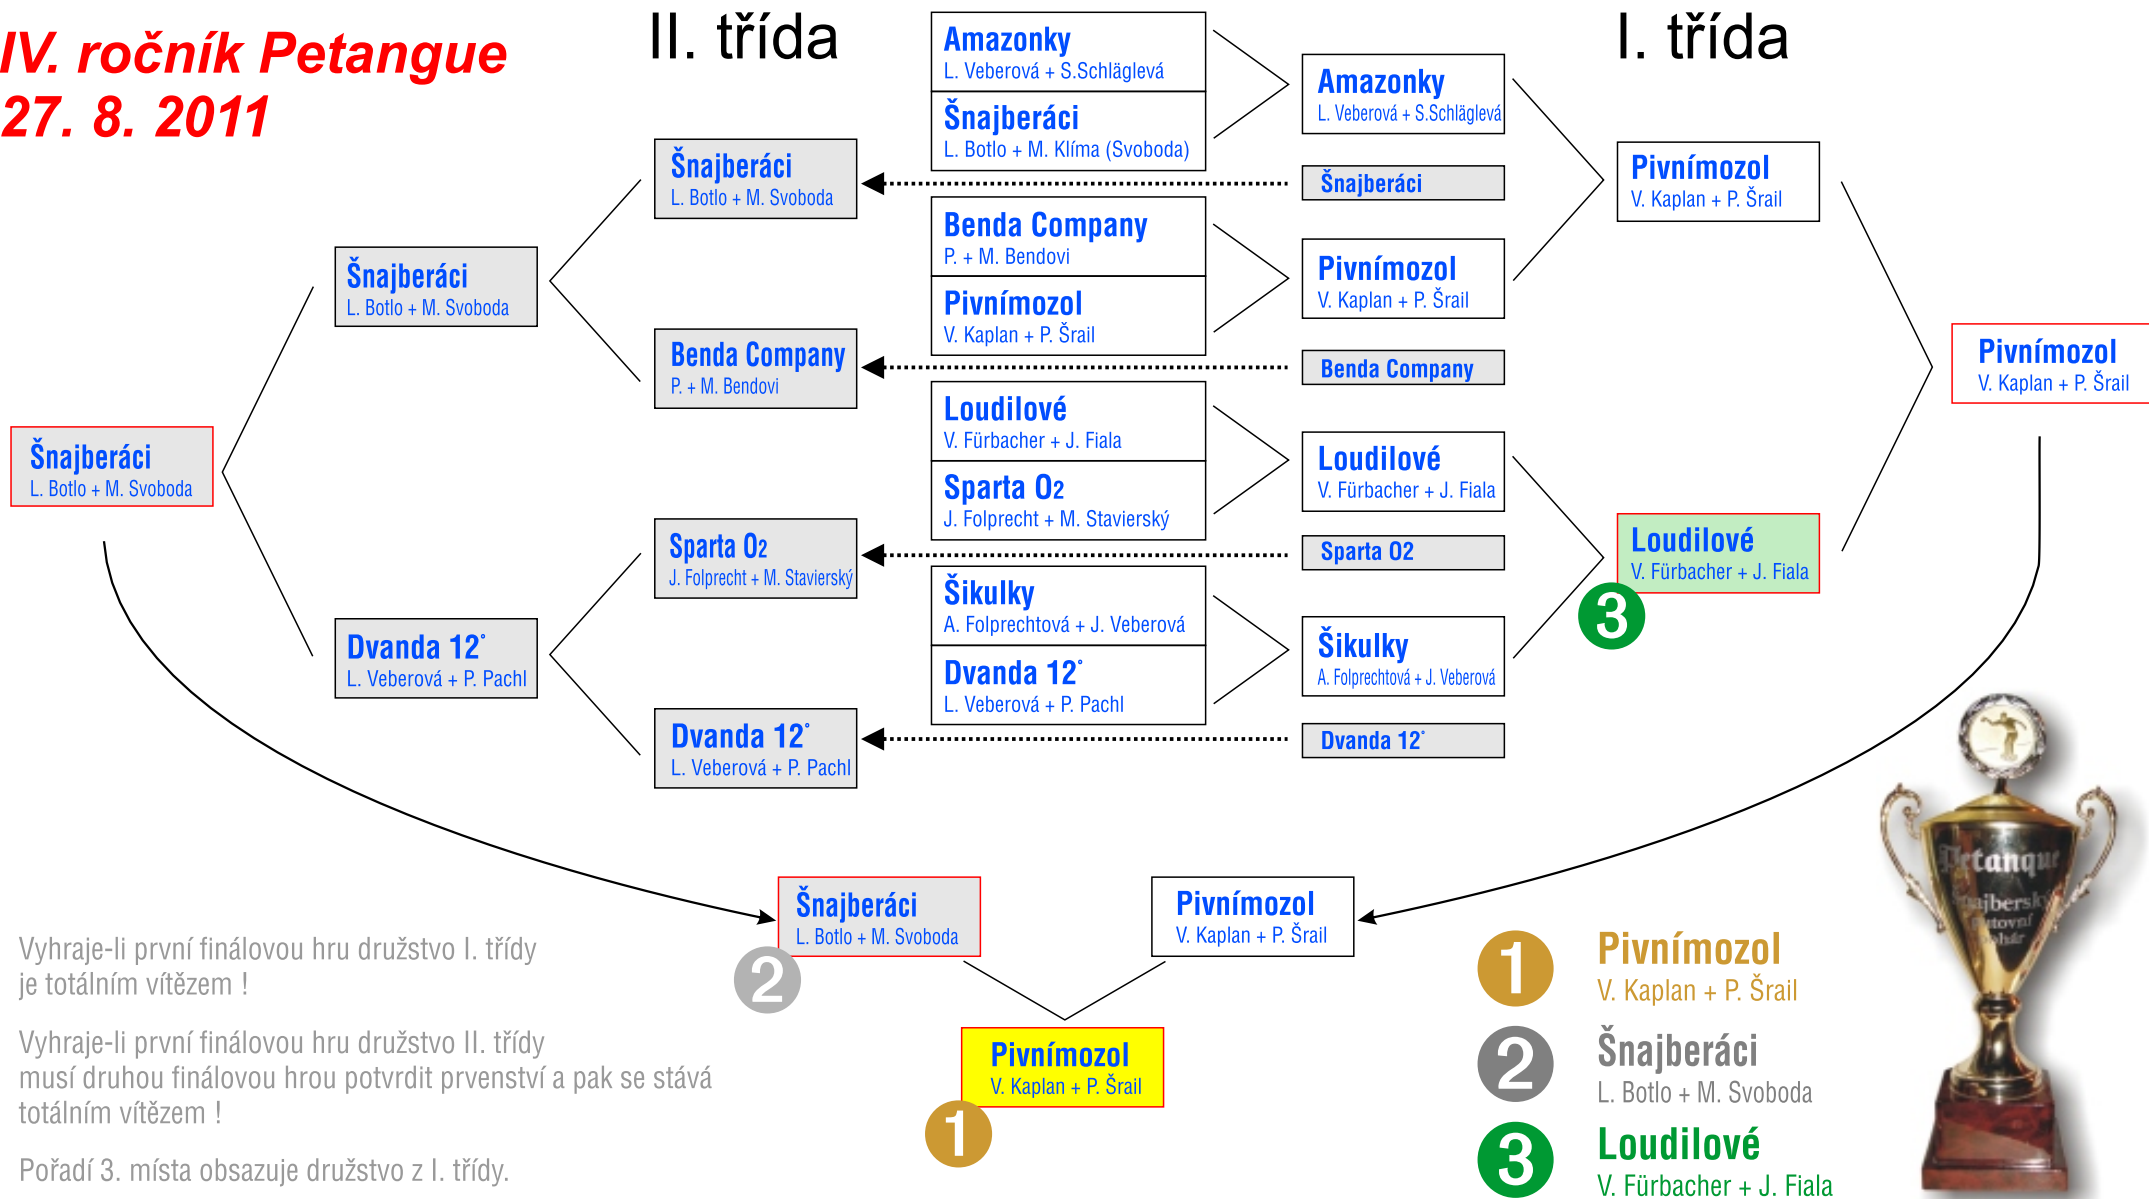 IV. ročník Petangue
27. 8. 2011
II. třída
I. třída
Amazonky
L. Veberová + S.Schläglevá
Šnajberáci
L. Botlo + M. Klíma (Svoboda)
Benda Company
P. + M. Bendovi
Pivnímozol
V. Kaplan + P. Šrail
Loudilové
V. Fürbacher + J. Fiala
Sparta O2
J. Folprecht + M. Stavierský
Šikulky
A. Folprechtová + J. Veberová
Dvanda 12°
L. Veberová + P. Pachl
Amazonky
L. Veberová + S.Schläglevá
Šnajberáci
Pivnímozol
V. Kaplan + P. Šrail
Benda Company
Loudilové
V. Fürbacher + J. Fiala
Sparta O2
Šikulky
A. Folprechtová + J. Veberová
Dvanda 12°
Pivnímozol
V. Kaplan + P. Šrail
Loudilové
V. Fürbacher + J. Fiala
3
Pivnímozol
V. Kaplan + P. Šrail
Šnajberáci
L. Botlo + M. Svoboda
Benda Company
P. + M. Bendovi
Sparta O2
J. Folprecht + M. Stavierský
Dvanda 12°
L. Veberová + P. Pachl
Šnajberáci
L. Botlo + M. Svoboda
Dvanda 12°
L. Veberová + P. Pachl
Šnajberáci
L. Botlo + M. Svoboda
Šnajberáci
L. Botlo + M. Svoboda
2
Pivnímozol
V. Kaplan + P. Šrail
Pivnímozol
V. Kaplan + P. Šrail
1
Vyhraje-li první finálovou hru družstvo I. třídy
je totálním vítězem !
Vyhraje-li první finálovou hru družstvo II. třídy
musí druhou finálovou hrou potvrdit prvenství a pak se stává
totálním vítězem !
Pořadí 3. místa obsazuje družstvo z I. třídy.
1 Pivnímozol
V. Kaplan + P. Šrail
2 Šnajberáci
L. Botlo + M. Svoboda
3 Loudilové
V. Fürbacher + J. Fiala
Petanque